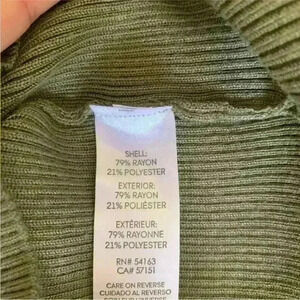 SHELL:
79% RAYON
21% POLYESTER
EXTERIOR:
79% RAYON
21% POLIÉSTER
EXTÉRIEUR:
79% RAYONNE
21% POLYESTER
RN# 54163
CA# 57151
CARE ON REVERSE
CUIDADO AL REVERSO